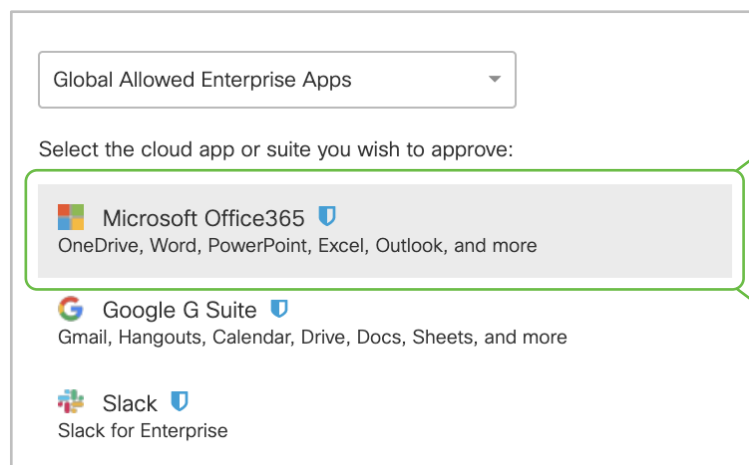 Global Allowed Enterprise Apps
Select the cloud app or suite you wish to approve:
Microsoft Office365
OneDrive, Word, PowerPoint, Excel, Outlook, and more
Google G Suite
Gmail, Hangouts, Calendar, Drive, Docs, Sheets, and more
Slack
Slack for Enterprise